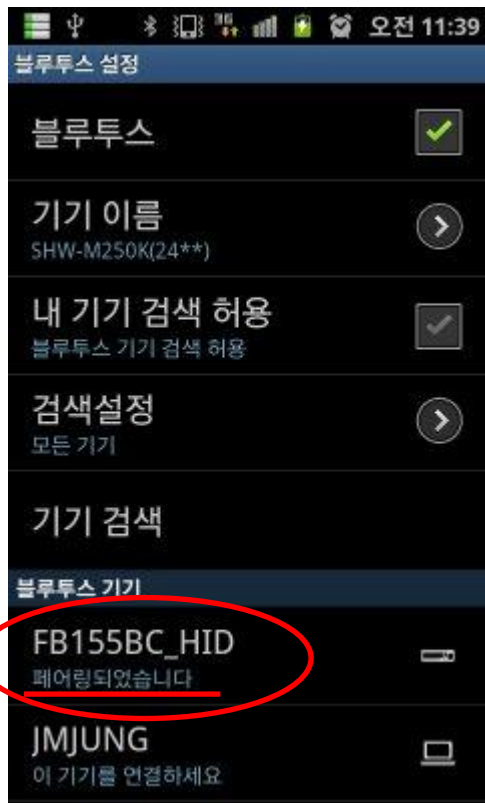 오전 11:39
블루투스 설정
블루투스
기기 이름
SHW-M250K(24**)
내 기기 검색 허용
블루투스 기기 검색 허용
검색설정
모든 기기
기기 검색
블루투스 기기
FB155BC_HID
페어링되었습니다
JMJUNG
이 기기를 연결하세요